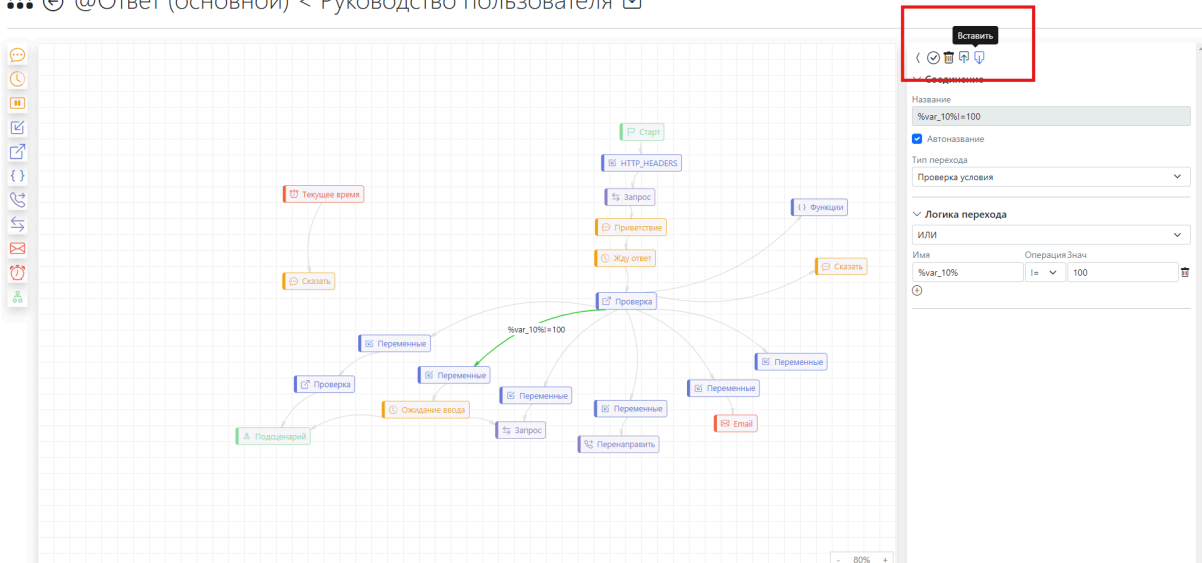 @Ответ (основной) < Руководство пользователя
Вставить
Соединение
Название
%var_10%!=100
Автоназвание
Тип перехода
Проверка условия
Логика перехода
ИЛИ
Имя Операция Знач
%var_10% != 100
Старт
HTTP_HEADERS
Текущее время
Запрос
{ } Функции
Приветствие
Жду ответ
Сказать
Сказать
Проверка
%var_10%!=100
Переменные
Переменные
Переменные
Проверка
Переменные
Переменные
Ожидание ввода
Переменные
Email
Запрос
Подсценарий
Перенаправить
- 80% +